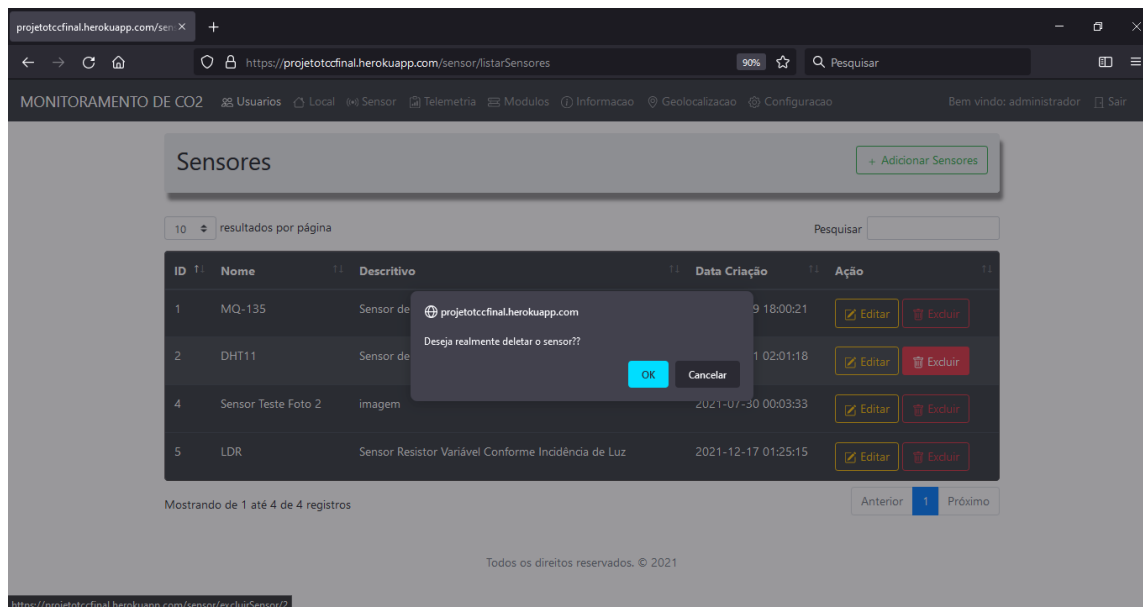 projetotccfinal.herokuapp.com/sen
https://projetotccfinal.herokuapp.com/sensor/listarSensores 90% Pesquisar
MONITORAMENTO DE CO2 Usuarios Local Sensor Telemetria Modulos Informacao Geolocalizacao Configuracao Bem vindo: administrador Sair
Sensores + Adicionar Sensores
10 resultados por página Pesquisar
ID Nome Descritivo Data Criação Ação
1 MQ-135 Sensor de 9 18:00:21 Editar Excluir
projetotccfinal.herokuapp.com
Deseja realmente deletar o sensor??
2 DHT11 Sensor de 1 02:01:18 Editar Excluir
OK Cancelar
4 Sensor Teste Foto 2 imagem 2021-07-30 00:03:33 Editar Excluir
5 LDR Sensor Resistor Variável Conforme Incidência de Luz 2021-12-17 01:25:15 Editar Excluir
Mostrando de 1 até 4 de 4 registros Anterior 1 Próximo
Todos os direitos reservados. © 2021
https://projetotccfinal.herokuapp.com/sensor/excluirSensor/2